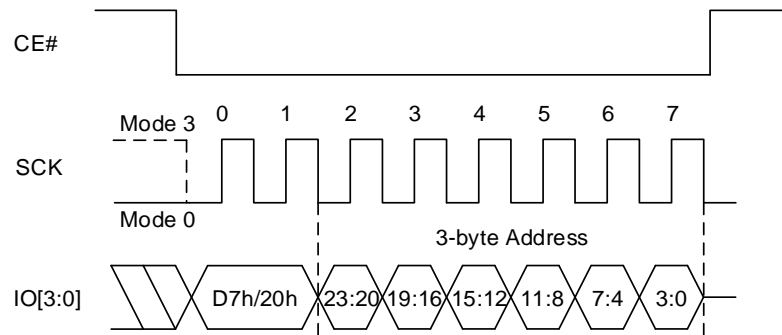 CE#
0 1 2 3 4 5 6 7
Mode 3
SCK
Mode 0
3-byte Address
IO[3:0]
D7h/20h 23:20 19:16 15:12 11:8 7:4 3:0